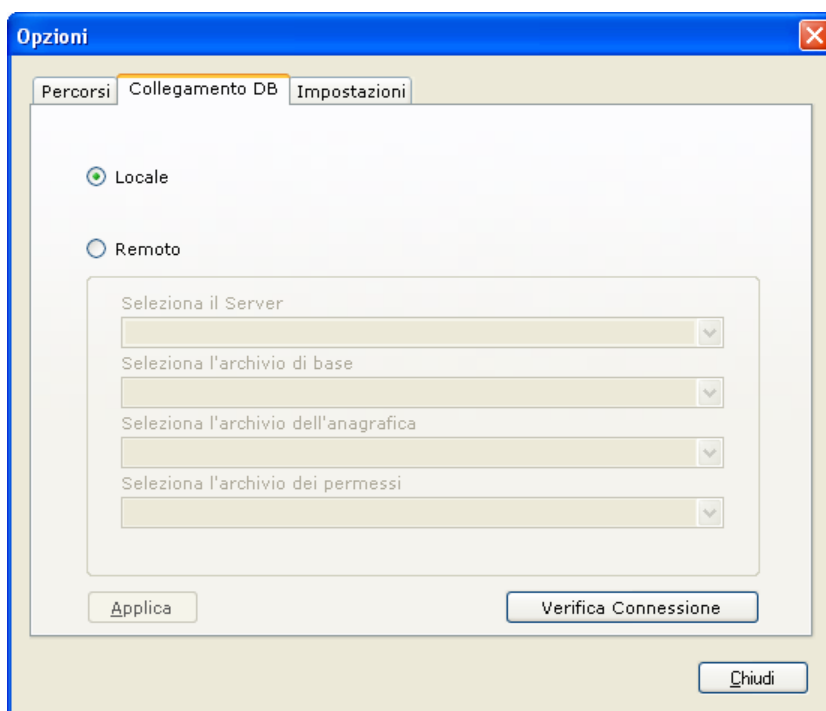 Opzioni
Percorsi
Collegamento DB
Impostazioni
Locale
Remoto
Seleziona il Server
Seleziona l'archivio di base
Seleziona l'archivio dell'anagrafica
Seleziona l'archivio dei permessi
Applica
Verifica Connessione
Chiudi